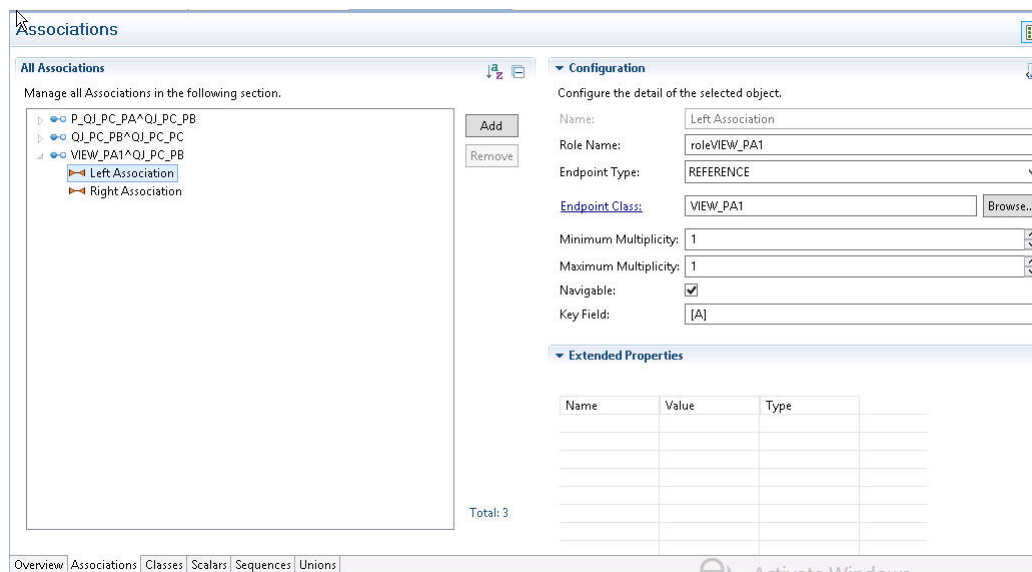 Associations
All Associations
Manage all Associations in the following section.
P_QJ_PC_PA^QJ_PC_PB
QJ_PC_PB^QJ_PC_PC
VIEW_PA1^QJ_PC_PB
Left Association
Right Association
Add
Remove
Total: 3
Configuration
Configure the detail of the selected object.
Name: Left Association
Role Name: roleVIEW_PA1
Endpoint Type: REFERENCE
Endpoint Class: VIEW_PA1 Browse...
Minimum Multiplicity: 1
Maximum Multiplicity: 1
Navigable:
Key Field: [A]
Extended Properties
Name Value Type
Overview Associations Classes Scalars Sequences Unions
Activate Windows